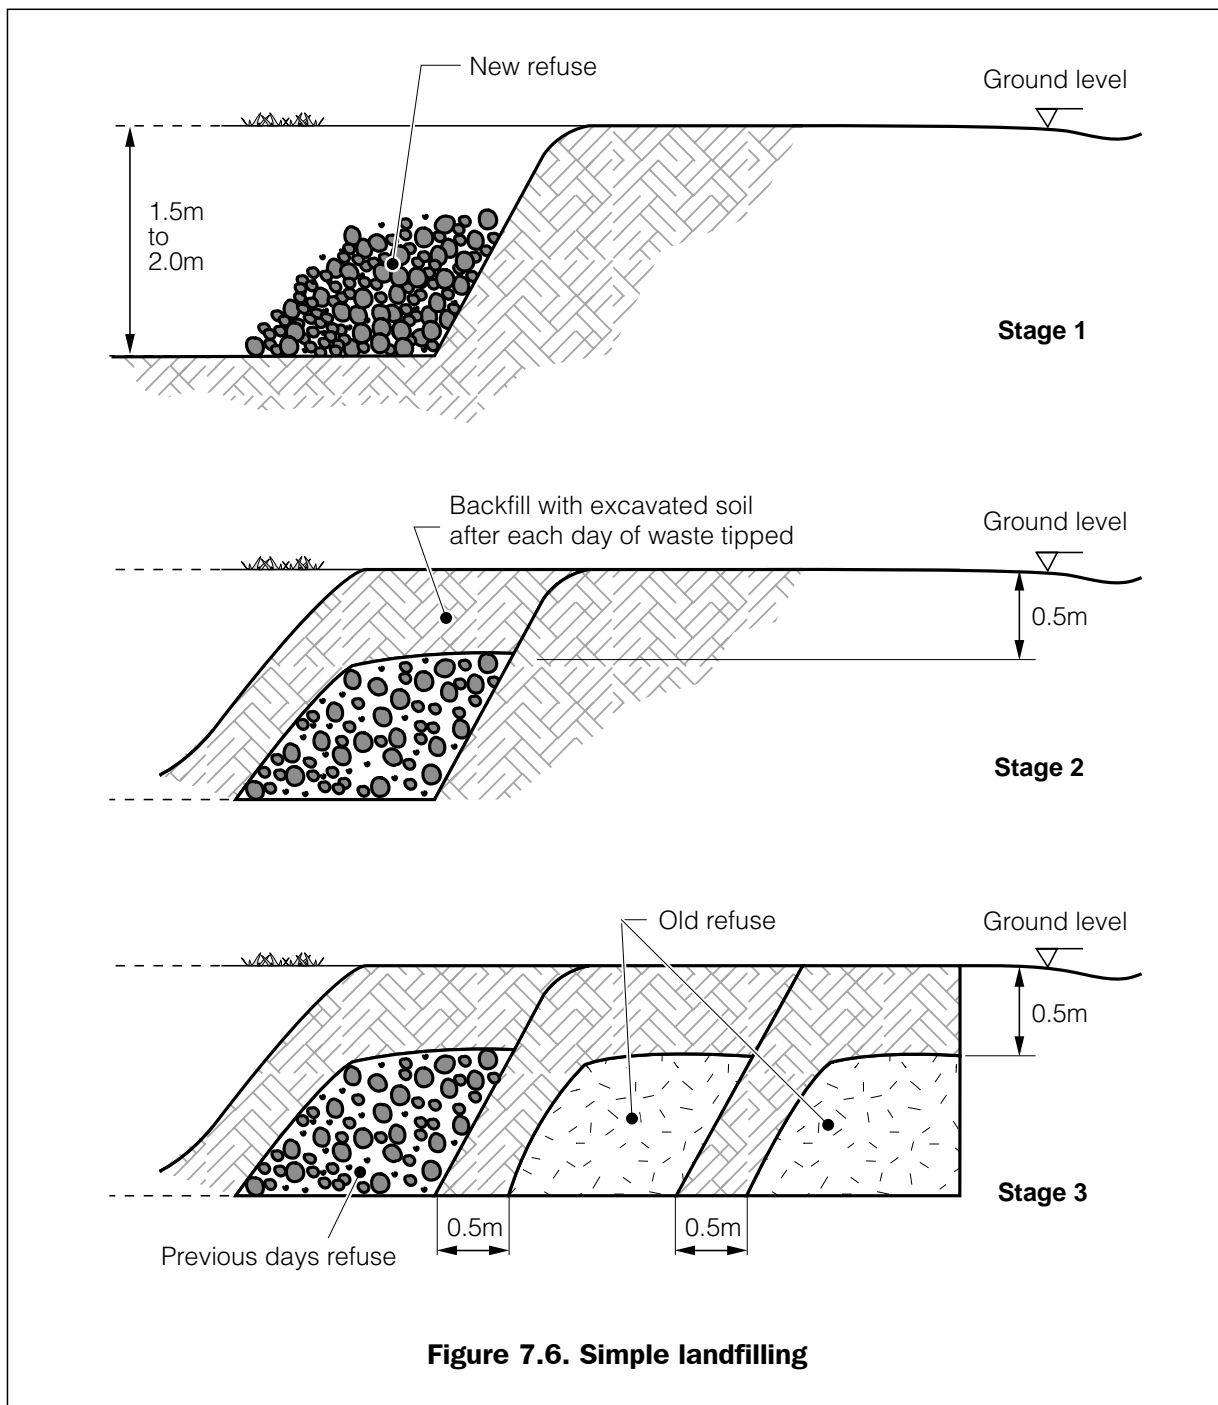 New refuse
Ground level
1.5m
to
2.0m
Stage 1
Backfill with excavated soil
after each day of waste tipped
Ground level
0.5m
Stage 2
Old refuse
Ground level
0.5m
Stage 3
0.5m
0.5m
Previous days refuse
Figure 7.6. Simple landfilling